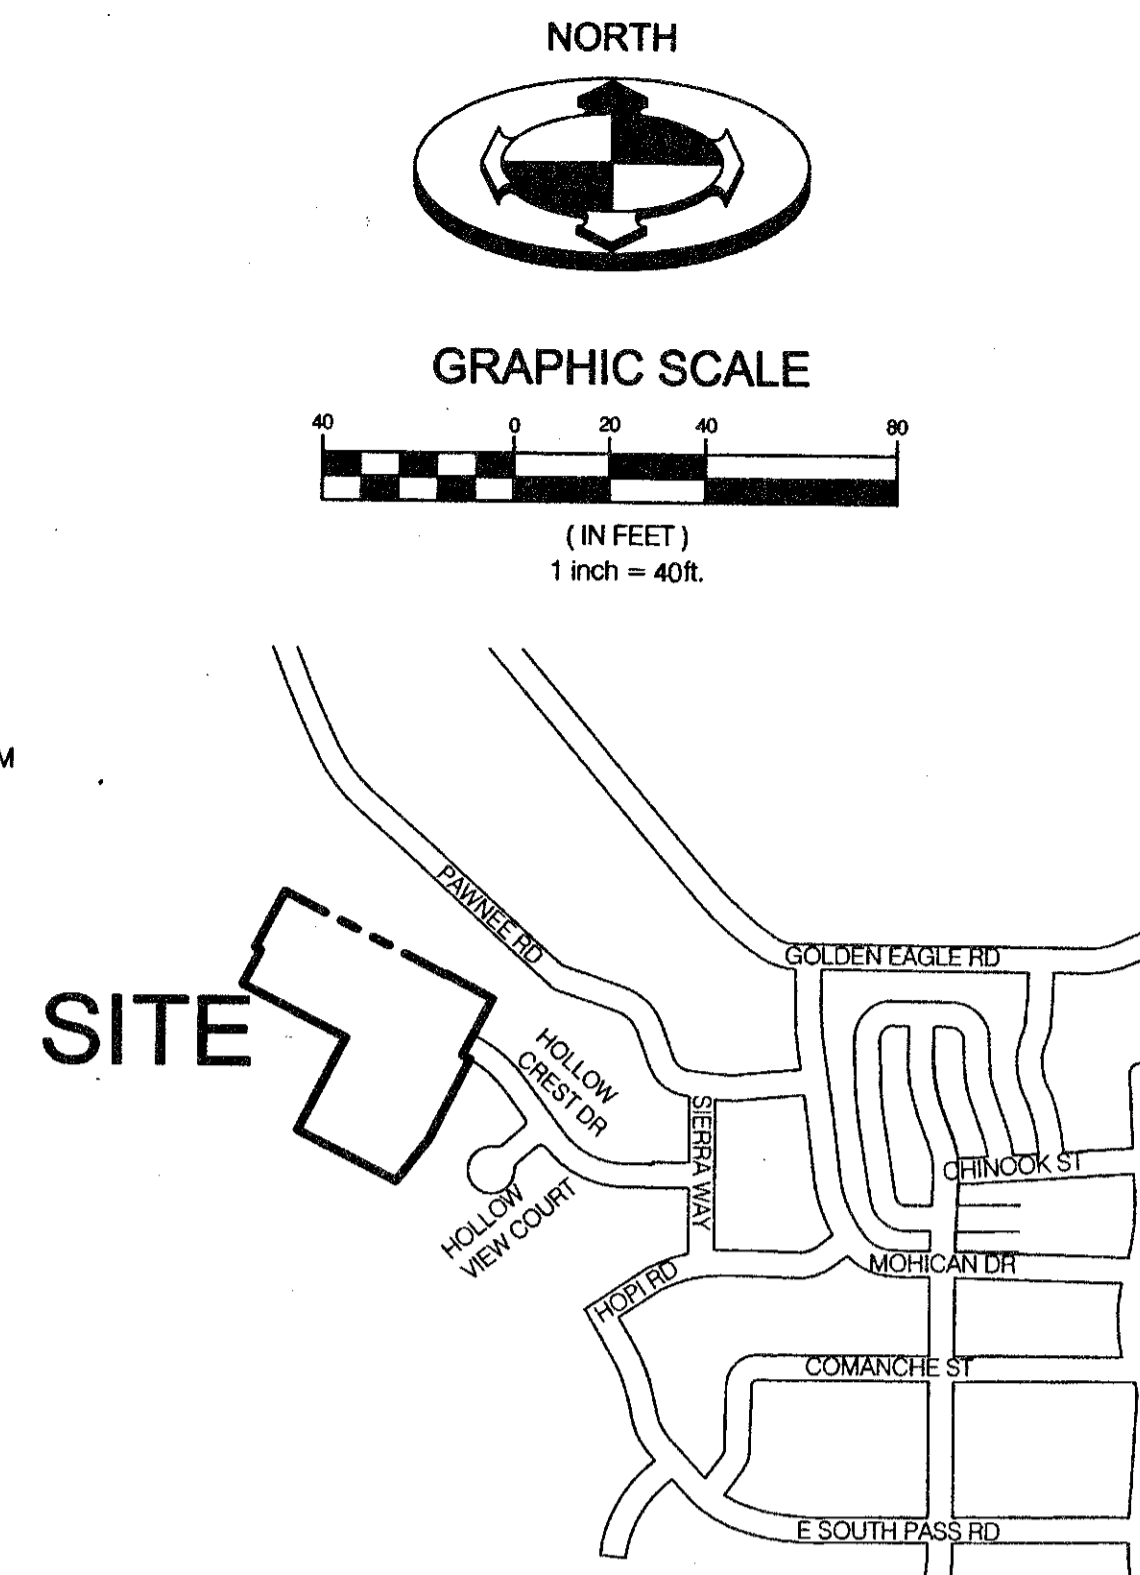 NORTH
GRAPHIC SCALE
40 0 20 40 80
( IN FEET )
1 inch = 40ft.
M
PAWNEE RD
GOLDEN EAGLE RD
SITE
HOLLOW
CREST DR
SIERRA WAY
CHINOOK ST
HOLLOW
VIEW COURT
MOHICAN DR
HOPI RD
COMANCHE ST
E SOUTH PASS RD